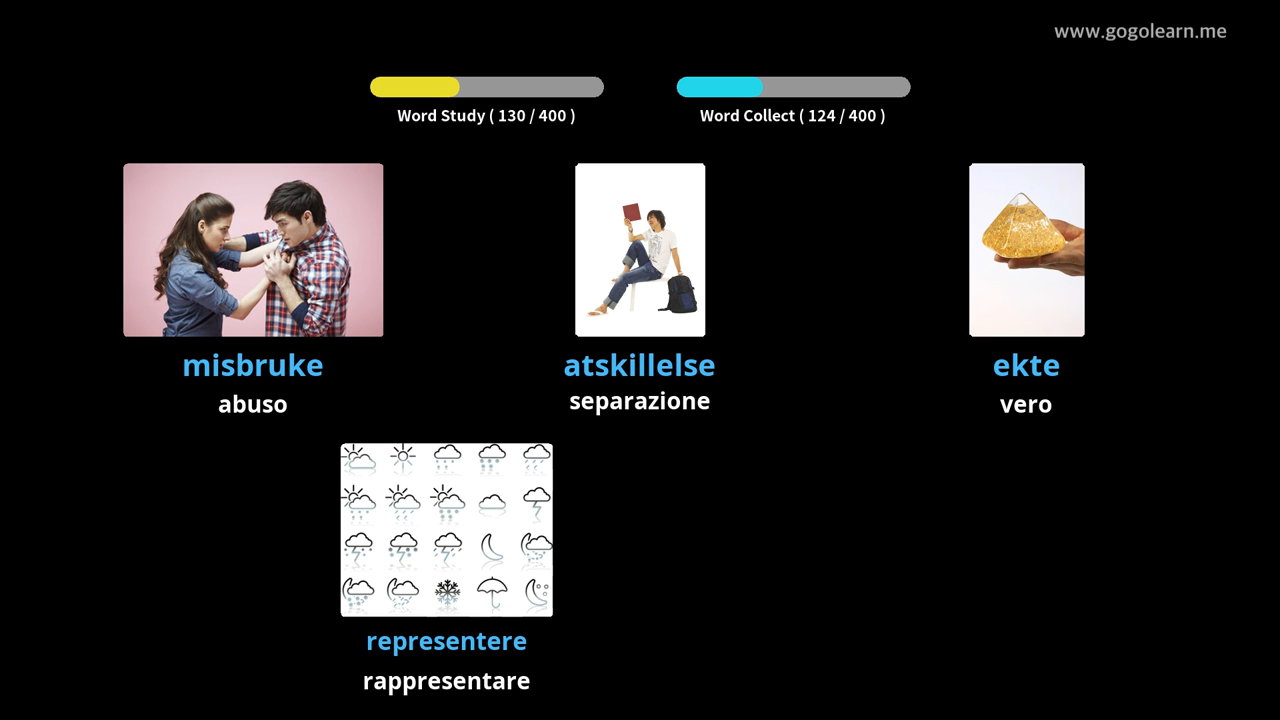 www.gogolearn.me
Word Study ( 130 / 400 )
Word Collect ( 124 / 400 )
misbruke
abuso
atskillelse
separazione
ekte
vero
representere
rappresentare